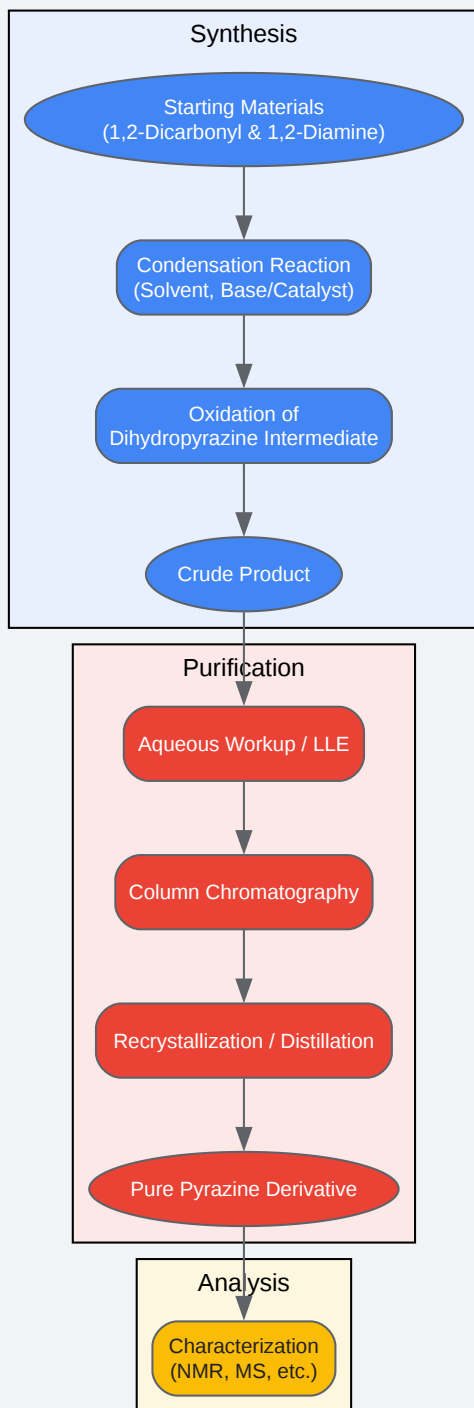 Synthesis
Starting Materials
(1,2-Dicarbonyl & 1,2-Diamine)
Condensation Reaction
(Solvent, Base/Catalyst)
Oxidation of
Dihydropyrazine Intermediate
Crude Product
Purification
Aqueous Workup / LLE
Column Chromatography
Recrystallization / Distillation
Pure Pyrazine Derivative
Analysis
Characterization
(NMR, MS, etc.)